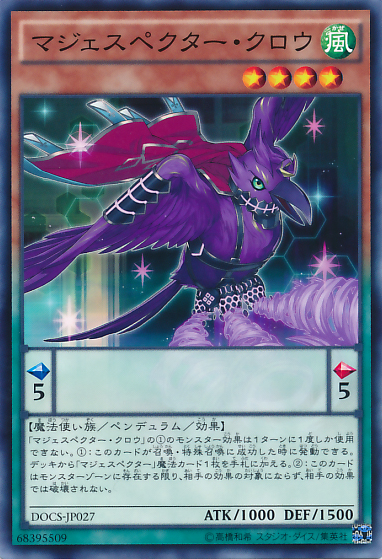 マジェスペクター・クロウ
風
5
5
【魔法使い族/ペンデュラム/効果】
「マジェスペクター・クロウ」の①のモンスター効果は1ターンに1度しか使用
できない。①:このカードが召喚・特殊召喚に成功した時に発動できる。
デッキから「マジェスペクター」魔法カード1枚を手札に加える。②:このカード
はモンスターゾーンに存在する限り、相手の効果の対象にならず、相手の効果
では破壊されない。
DOCS-JP027
ATK/1000 DEF/1500
68395509
©高橋和希 スタジオ・ダイス/集英社